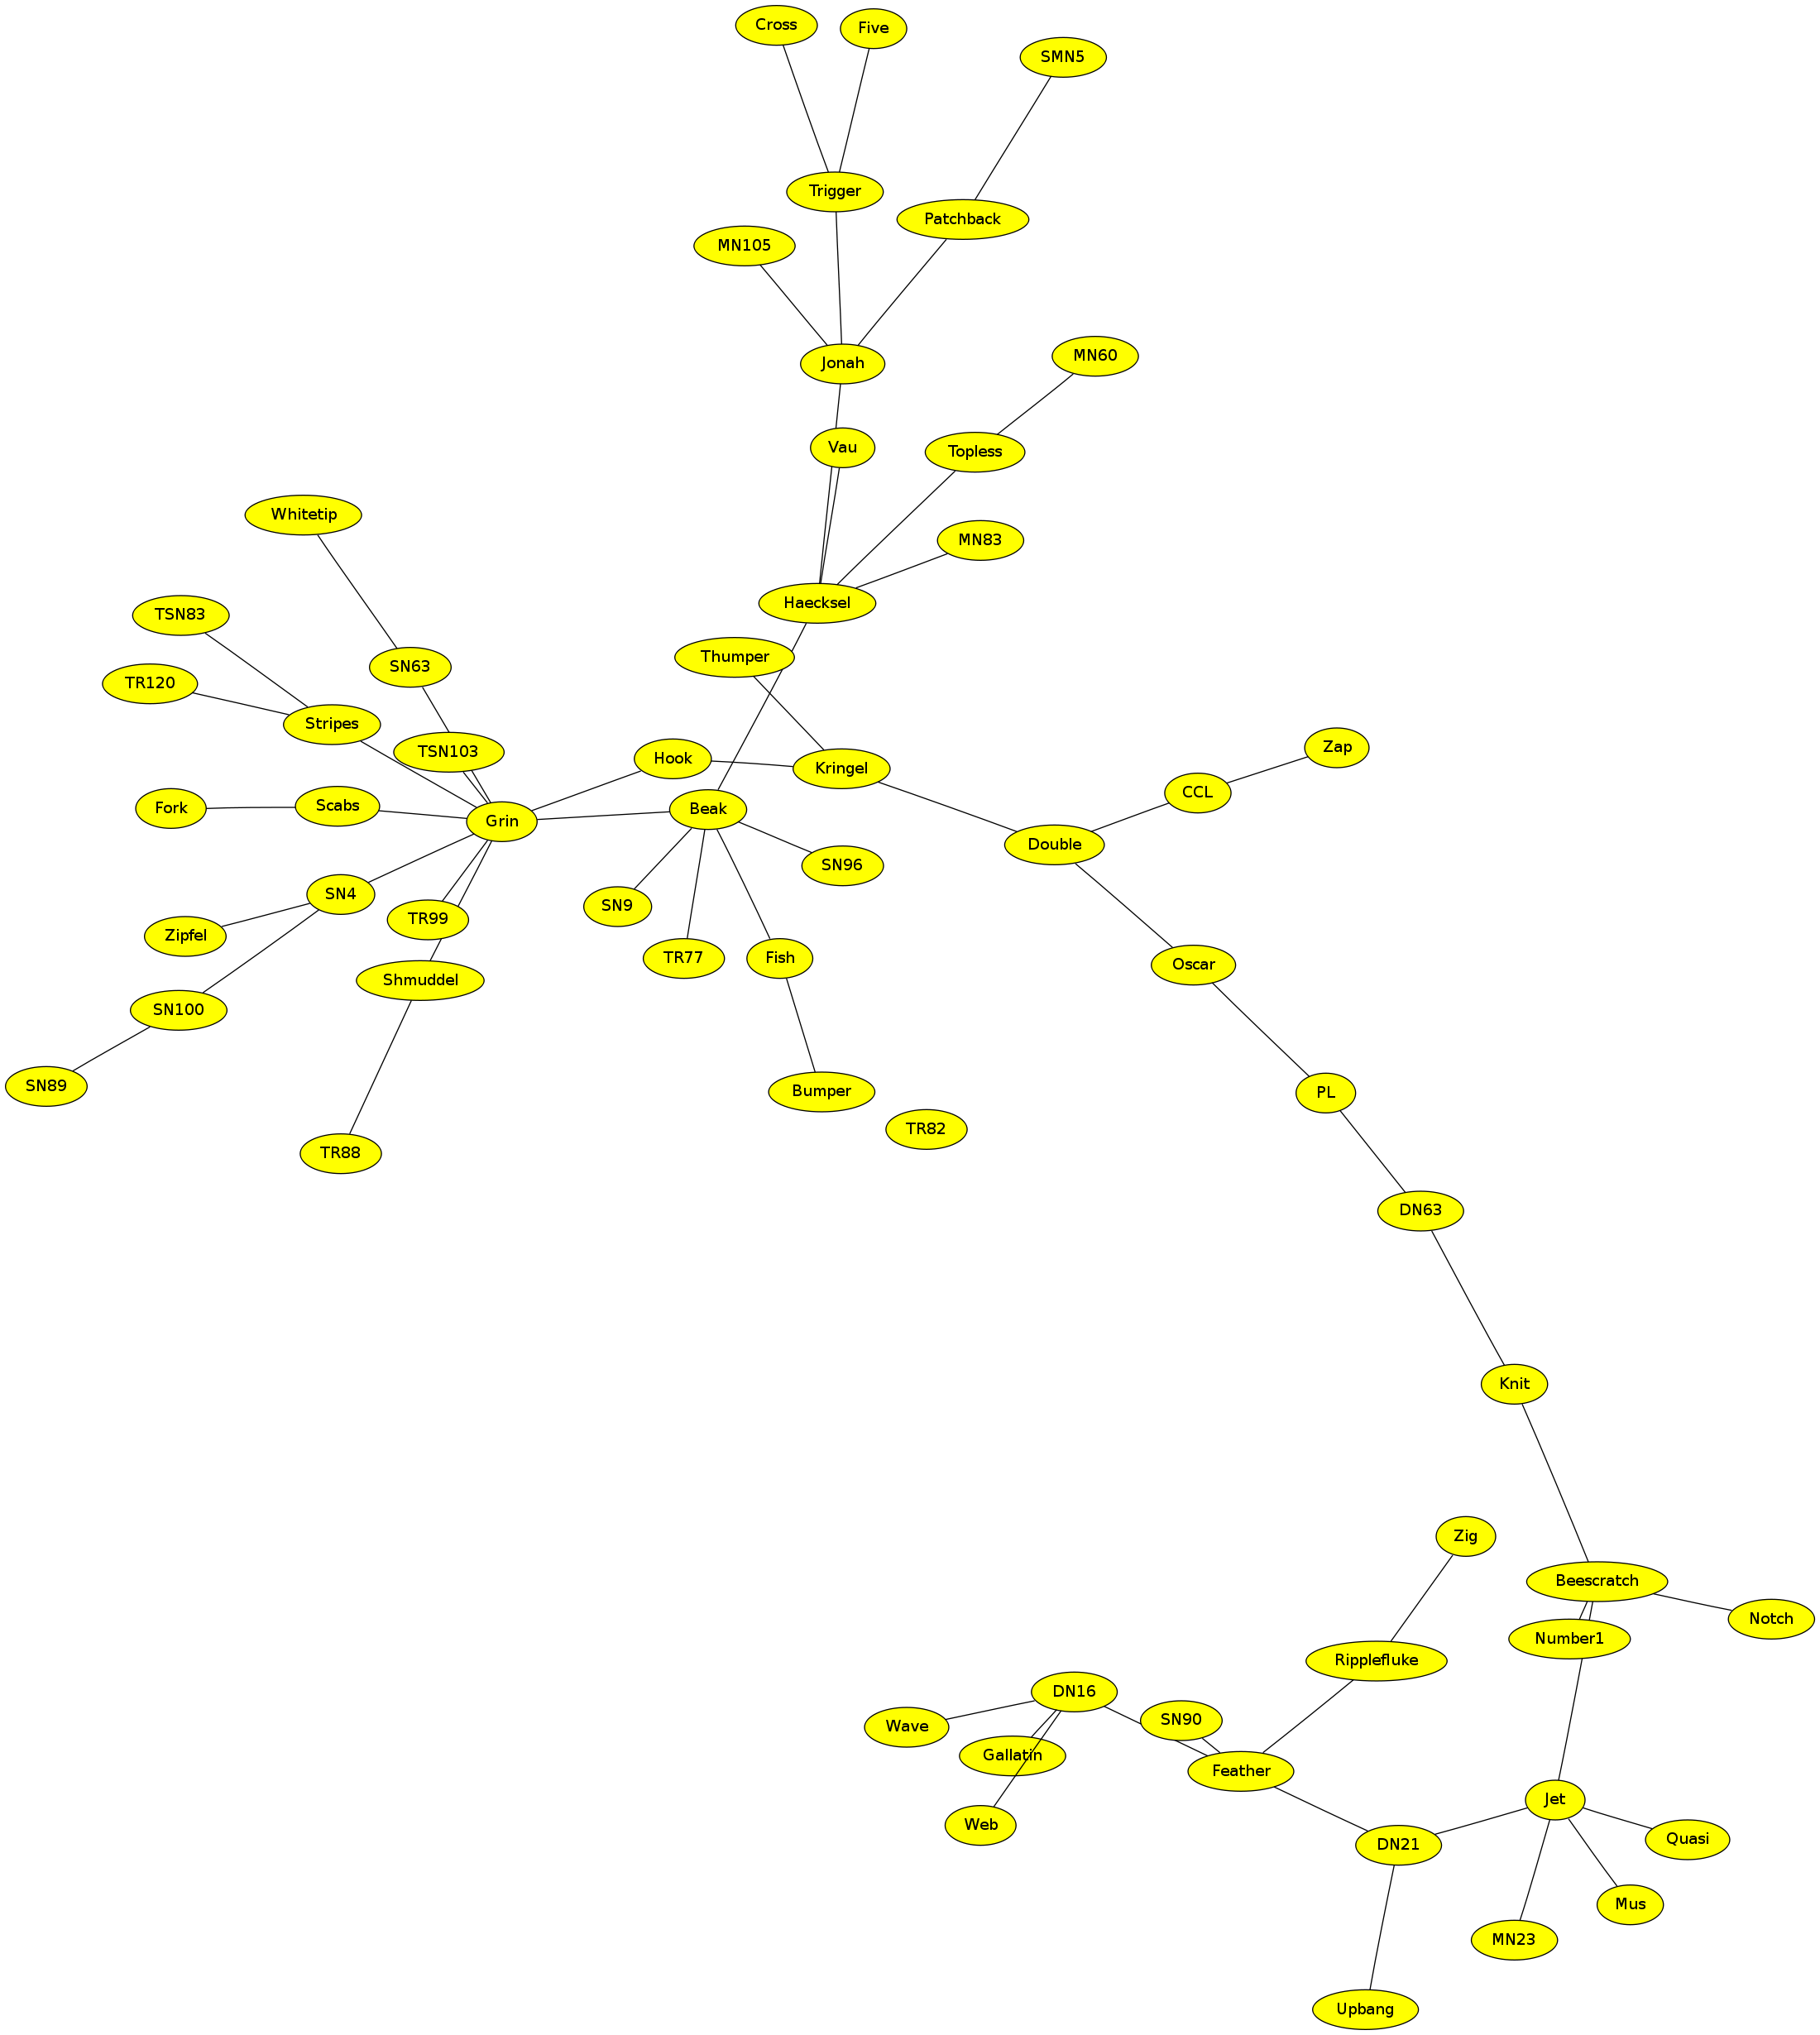 Cross
Five
SMN5
Trigger
Patchback
MN105
MN60
Jonah
Vau
Topless
Whitetip
MN83
Haecksel
TSN83
Thumper
SN63
TR120
Stripes
TSN103
Hook
Kringel
Zap
CCL
Fork
Scabs
Beak
Grin
Double
SN96
SN4
SN9
TR99
Zipfel
TR77
Fish
Oscar
Shmuddel
SN100
SN89
Bumper
PL
TR82
TR88
DN63
Knit
Zig
Beescratch
Notch
Number1
Ripplefluke
DN16
SN90
Wave
Gallatin
Feather
Jet
Web
DN21
Quasi
Mus
MN23
Upbang